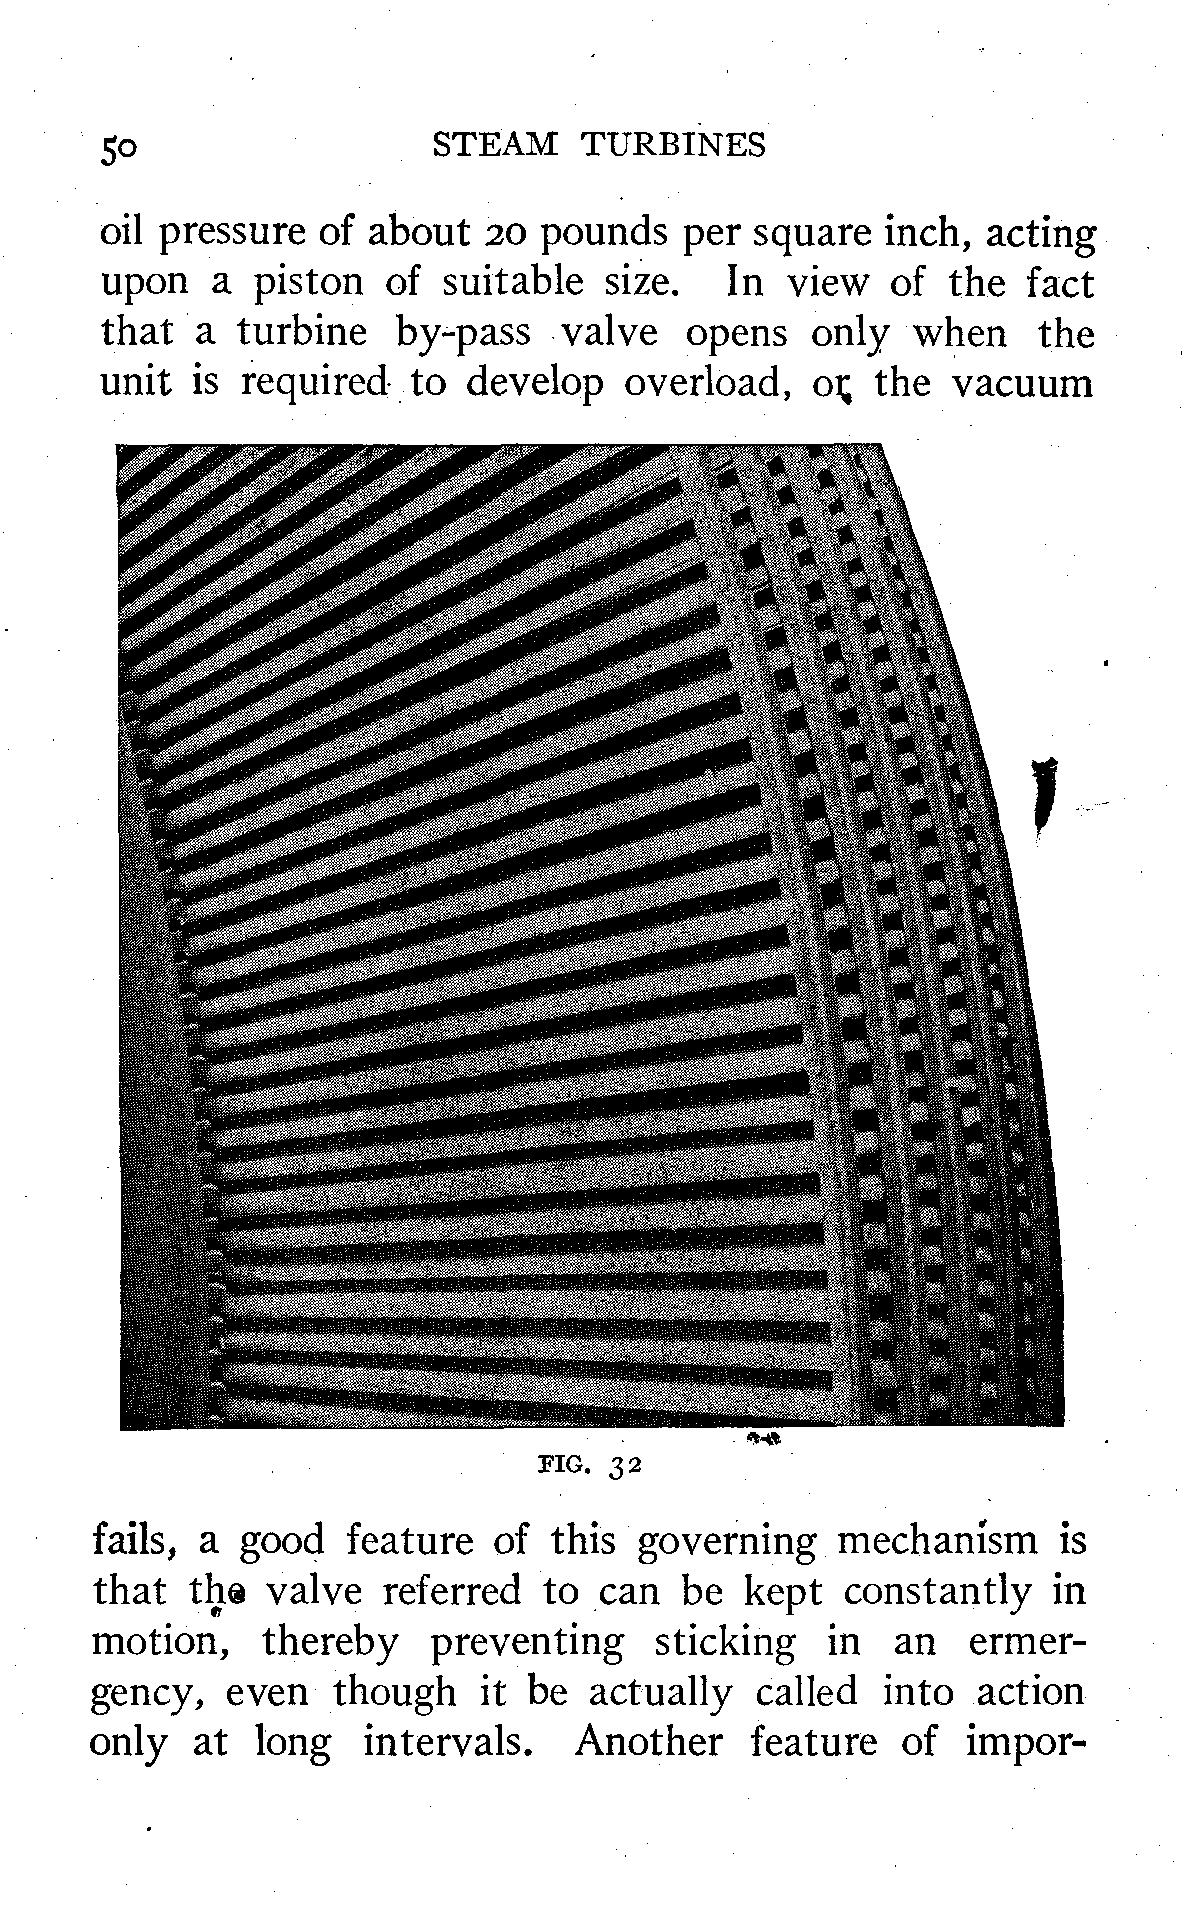 50 STEAM TURBINES
oil pressure of about 20 pounds per square inch, acting
upon a piston of suitable size. In view of the fact
that a turbine by-pass valve opens only when the
unit is required to develop overload, or the vacuum
FIG. 32
fails, a good feature of this governing mechanism is
that the valve referred to can be kept constantly in
motion, thereby preventing sticking in an ermer-
gency, even though it be actually called into action
only at long intervals. Another feature of impor-